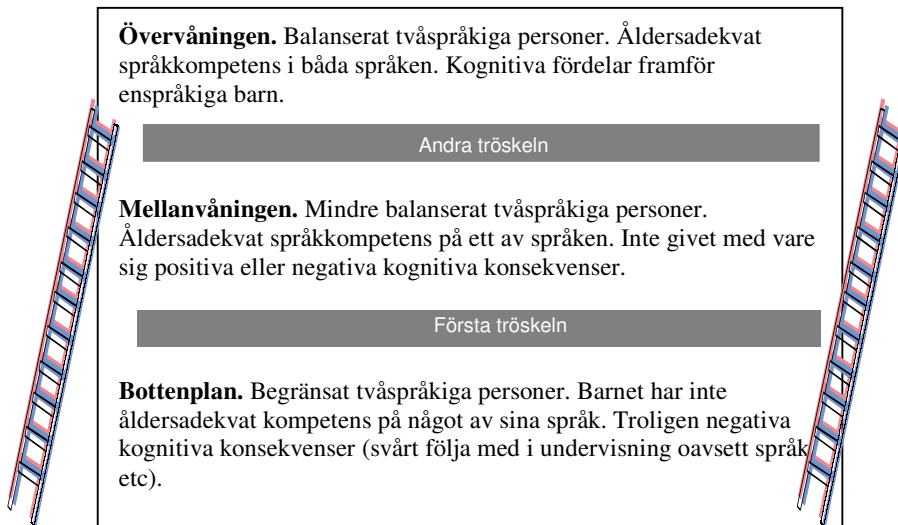 Övervåningen. Balanserat tvåspråkiga personer. Åldersadekvat
språkkompetens i båda språken. Kognitiva fördelar framför
enspråkiga barn.
Andra tröskeln
Mellanvåningen. Mindre balanserat tvåspråkiga personer.
Åldersadekvat språkkompetens på ett av språken. Inte givet med vare
sig positiva eller negativa kognitiva konsekvenser.
Första tröskeln
Bottenplan. Begränsat tvåspråkiga personer. Barnet har inte
åldersadekvat kompetens på något av sina språk. Troligen negativa
kognitiva konsekvenser (svårt följa med i undervisning oavsett språk
etc).